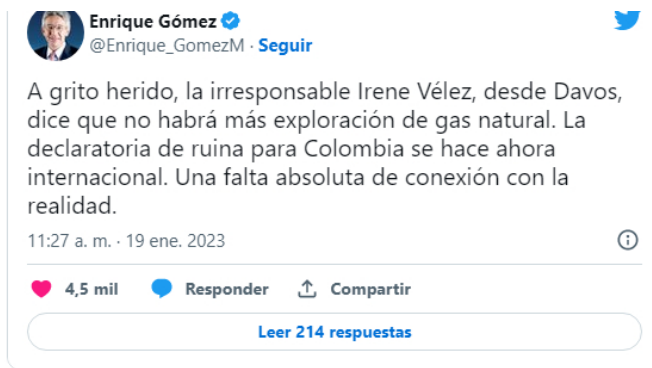 Enrique Gómez
@Enrique_GomezM · Seguir
A grito herido, la irresponsable Irene Vélez, desde Davos,
dice que no habrá más exploración de gas natural. La
declaratoria de ruina para Colombia se hace ahora
internacional. Una falta absoluta de conexión con la
realidad.
11:27 a. m. · 19 ene. 2023
4,5 mil Responder Compartir
Leer 214 respuestas